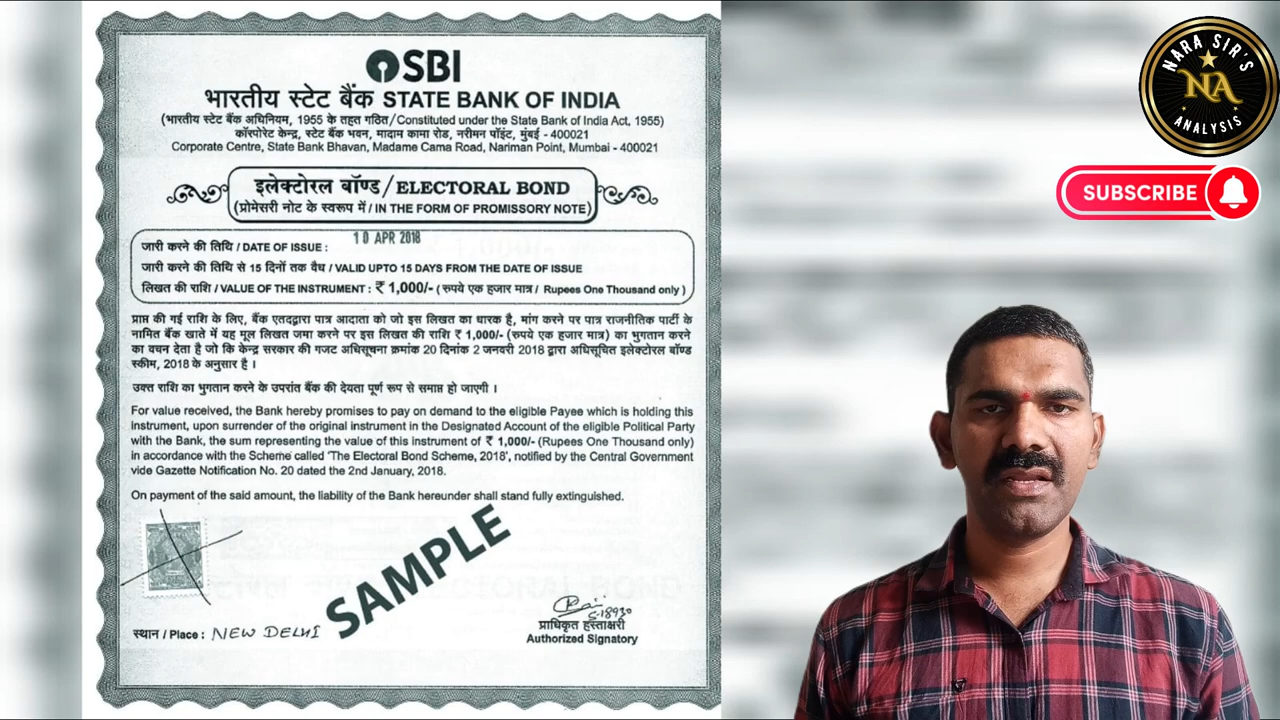 SBI
भारतीय स्टेट बैंक STATE BANK OF INDIA
(भारतीय स्टेट बैंक अधिनियम, 1955 के तहत गठित/Constituted under the State Bank of India Act, 1955)
कॉरपोरेट केन्द्र, स्टेट बैंक भवन, मादाम कामा रोड, नरीमन पॉइंट, मुंबई - 400021
Corporate Centre, State Bank Bhavan, Madame Cama Road, Nariman Point, Mumbai - 400021
इलेक्टोरल बॉण्ड/ELECTORAL BOND
(प्रोमेसरी नोट के स्वरूप में/IN THE FORM OF PROMISSORY NOTE)
जारी करने की तिथि / DATE OF ISSUE : 10 APR 2018
जारी करने की तिथि से 15 दिनों तक वैध / VALID UPTO 15 DAYS FROM THE DATE OF ISSUE
लिखत की राशि / VALUE OF THE INSTRUMENT : ₹ 1,000/- (रुपये एक हजार मात्र / Rupees One Thousand only )
प्राप्त की गई राशि के लिए, बैंक एतदद्वारा पात्र आदाता को जो इस लिखत का धारक है, मांग करने पर पात्र राजनीतिक पार्टी के
नामित बैंक खाते में यह मूल लिखत जमा करने पर इस लिखत की राशि ₹ 1,000/- (रुपये एक हजार मात्र) का भुगतान करने
का वचन देता है जो कि केन्द्र सरकार की गजट अधिसूचना क्रमांक 20 दिनांक 2 जनवरी 2018 द्वारा अधिसूचित इलेक्टोरल बॉण्ड
स्कीम, 2018 के अनुसार है ।
उक्त राशि का भुगतान करने के उपरांत बैंक की देयता पूर्ण रूप से समाप्त हो जाएगी ।
For value received, the Bank hereby promises to pay on demand to the eligible Payee which is holding this
Instrument, upon surrender of the original instrument in the Designated Account of the eligible Political Party
with the Bank, the sum representing the value of this instrument of ₹ 1,000/- (Rupees One Thousand only)
in accordance with the Scheme called 'The Electoral Bond Scheme, 2018', notified by the Central Government
vide Gazette Notification No. 20 dated the 2nd January, 2018.
On payment of the said amount, the liability of the Bank hereunder shall stand fully extinguished.
SAMPLE
S-18930
स्थान / Place : NEW DELHI
प्राधिकृत हस्ताक्षरी
Authorized Signatory
NARA SIR'S
NA
ANALYSIS
SUBSCRIBE